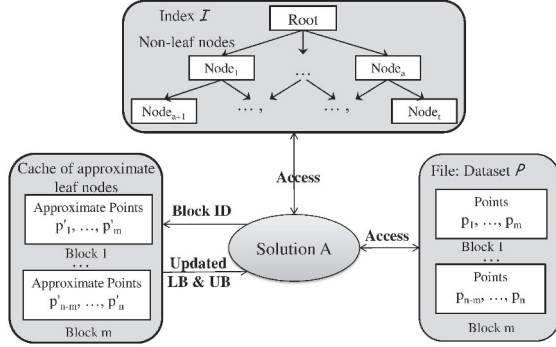 Index I
Root
Non-leaf nodes
Node1
...
Nodea
Nodea+1
..., ...,
Nodet
Cache of approximate
leaf nodes
Approximate Points
p'1, ..., p'm
Block 1
...
Approximate Points
p'n-m, ..., p'n
Block m
Access
Block ID
Solution A
Updated
LB & UB
Access
File: Dataset P
Points
p1, ..., pm
Block 1
...
Points
pn-m, ..., pn
Block m